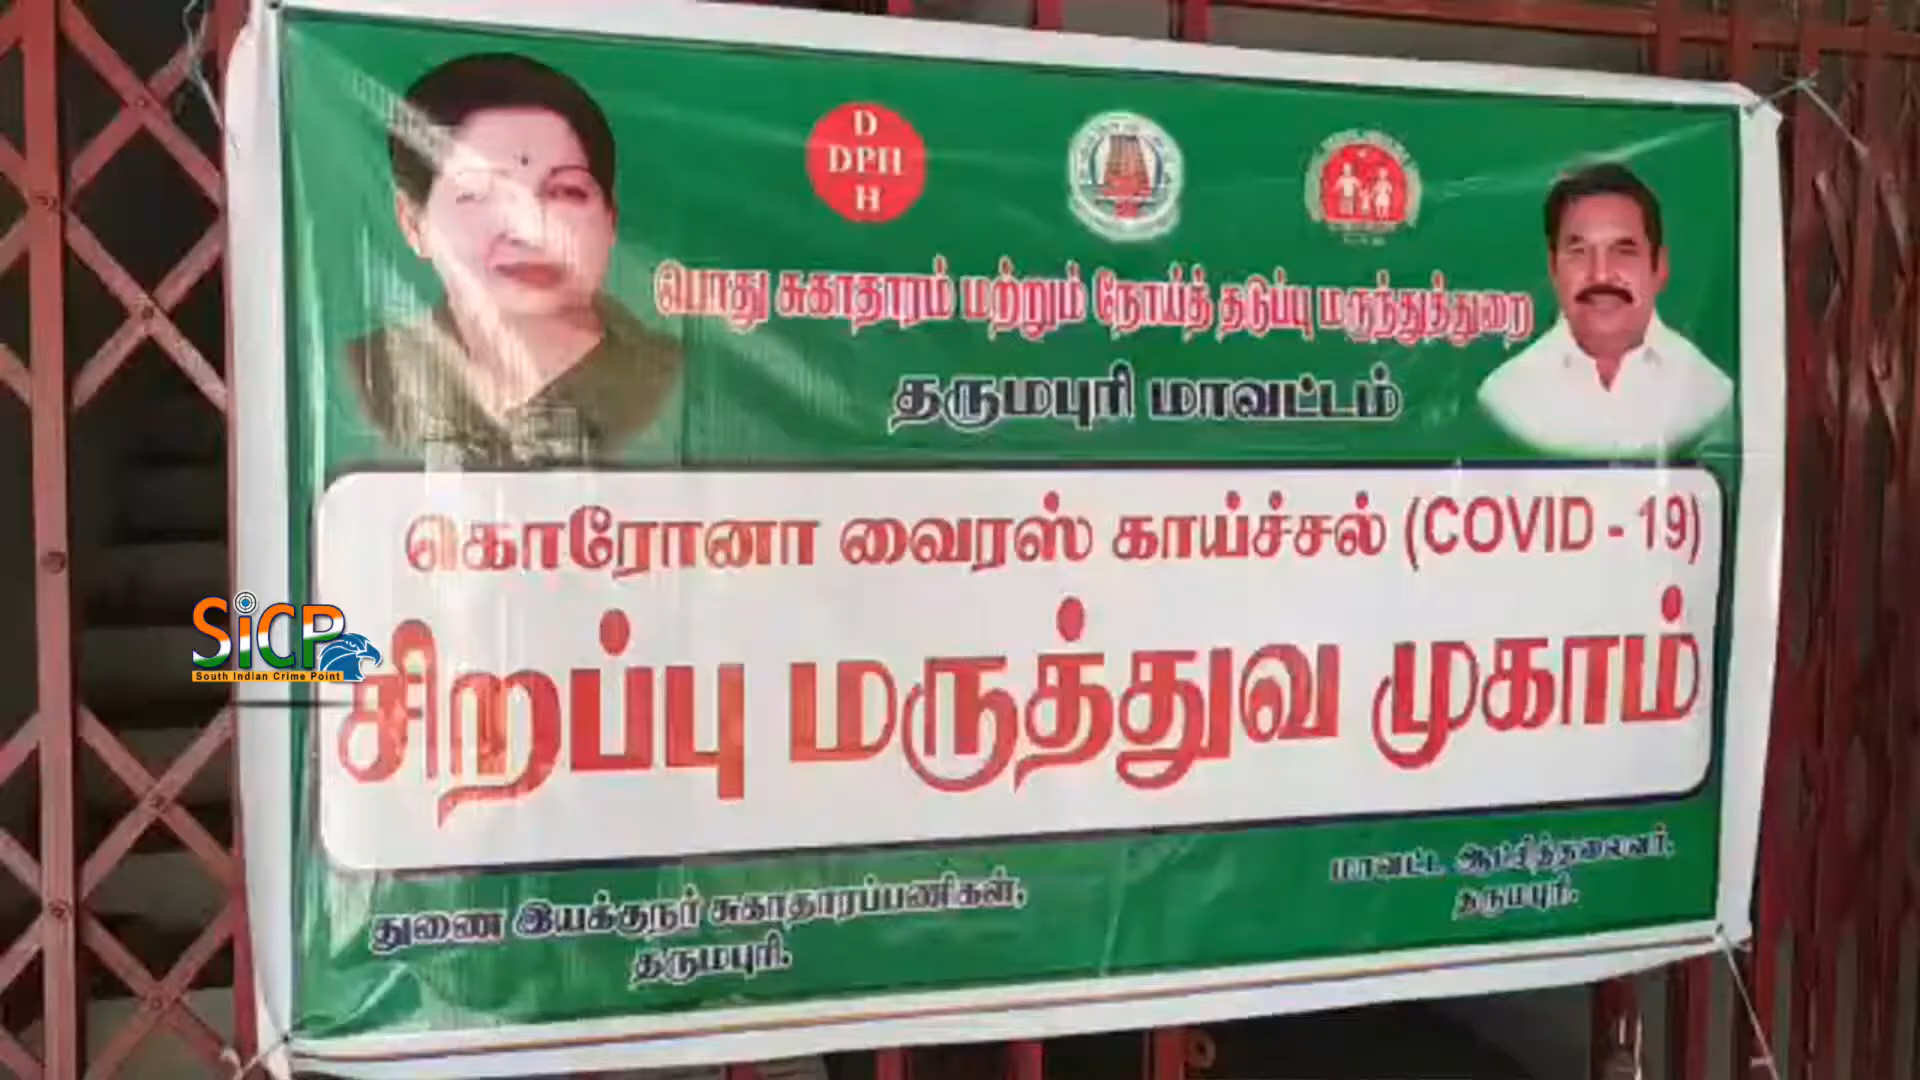 D
DPH
H
பொது சுகாதாரம் மற்றும் நோய்த் தடுப்பு மருந்துத்துறை
தருமபுரி மாவட்டம்
கொரோனா வைரஸ் காய்ச்சல் (COVID - 19)
சிறப்பு மருத்துவ முகாம்
SiCP
South Indian Crime Point
துணை இயக்குநர் சுகாதாரப்பணிகள்,
தருமபுரி.
மாவட்ட ஆட்சித்தலைவர்,
தருமபுரி.